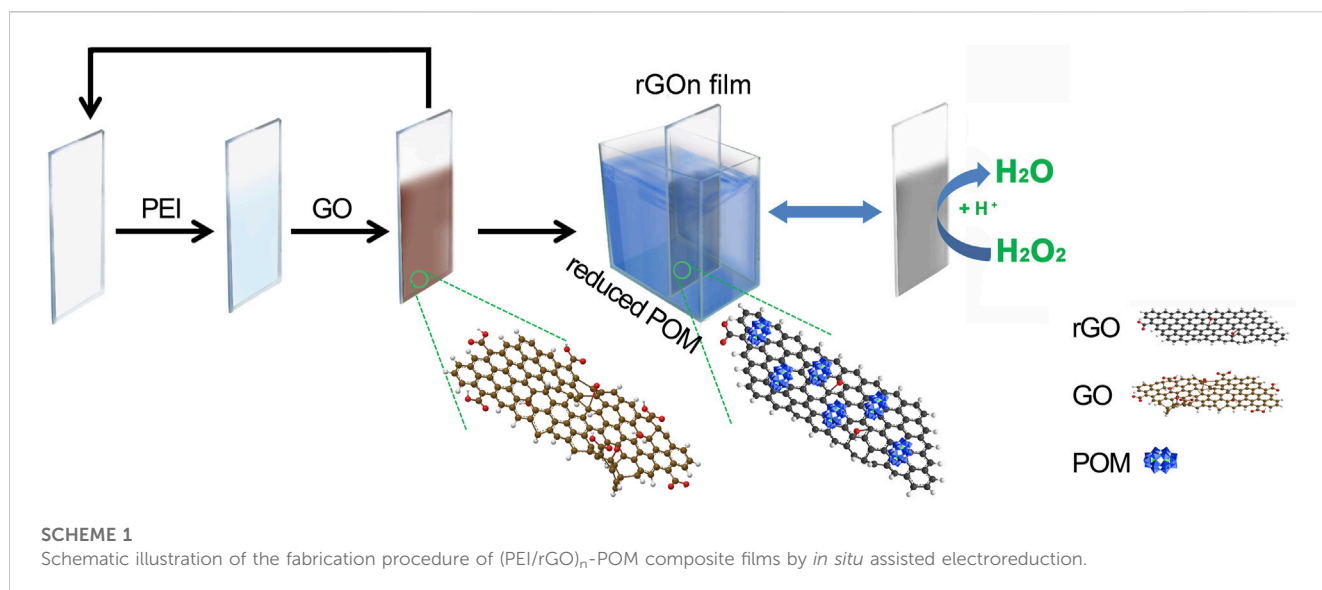 rGOn film
PEI
GO
reduced POM
H₂O
+ H⁺
H₂O₂
rGO
GO
POM
SCHEME 1
Schematic illustration of the fabrication procedure of (PEI/rGO)ₙ-POM composite films by in situ assisted electroreduction.